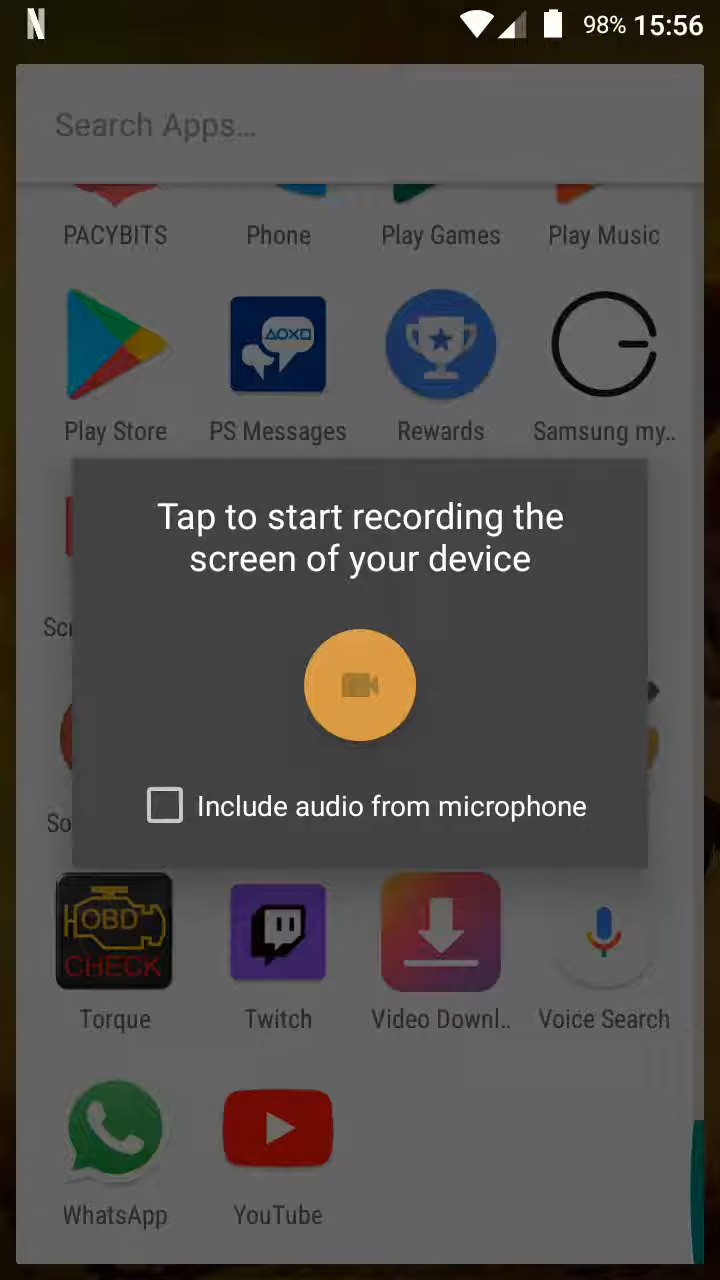 N 98% 15:56
Search Apps…
PACYBITS Phone Play Games Play Music
Play Store PS Messages Rewards Samsung my..
Tap to start recording the
screen of your device
Include audio from microphone
OBD
CHECK
Torque Twitch Video Downl.. Voice Search
WhatsApp YouTube